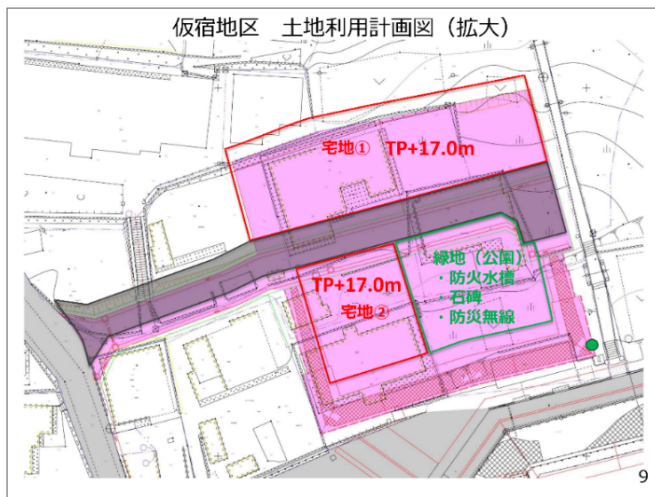 仮宿地区 土地利用計画図（拡大）
宅地① TP+17.0m
TP+17.0m
宅地②
緑地（公園）
・防火水槽
・石碑
・防災無線
9